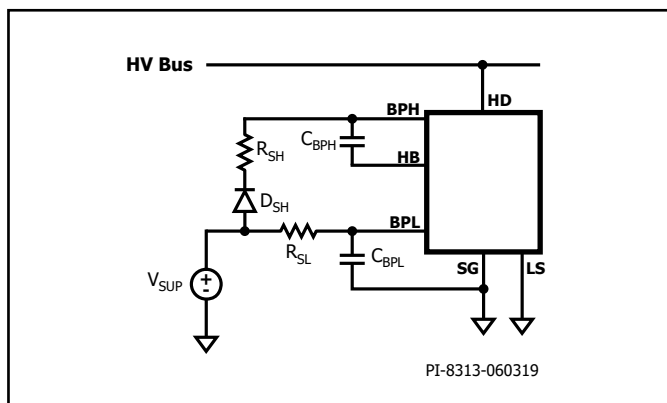 HV Bus
HD
BPH
R_SH
C_BPH
HB
D_SH
BPL
R_SL
C_BPL
SG
LS
V_SUP
+
-
PI-8313-060319